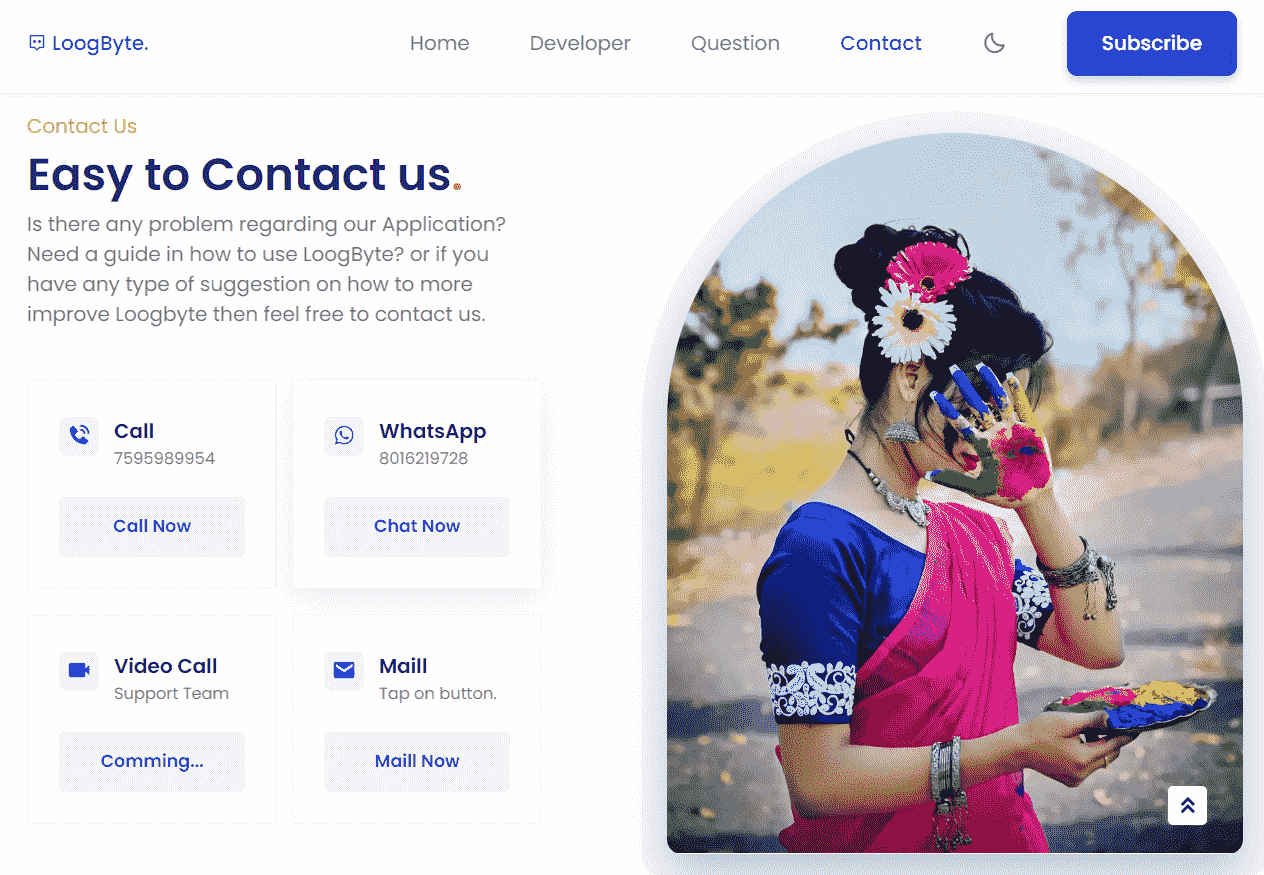 LoogByte.
Home
Developer
Question
Contact
Subscribe
Contact Us
Easy to Contact us.
Is there any problem regarding our Application?
Need a guide in how to use LoogByte? or if you
have any type of suggestion on how to more
improve Loogbyte then feel free to contact us.
Call
7595989954
Call Now
WhatsApp
8016219728
Chat Now
Video Call
Support Team
Comming...
Maill
Tap on button.
Maill Now